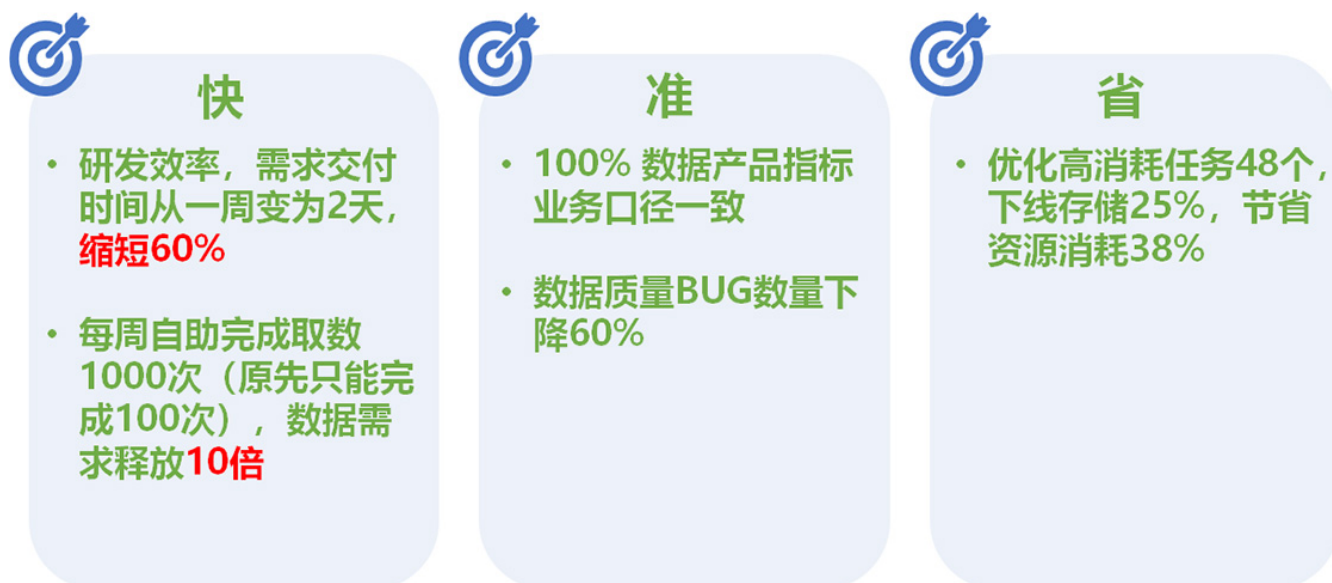 快
• 研发效率，需求交付
时间从一周变为2天，
缩短60%
• 每周自助完成取数
1000次（原先只能完
成100次），数据需
求释放10倍
准
• 100% 数据产品指标
业务口径一致
• 数据质量BUG数量下
降60%
省
• 优化高消耗任务48个，
下线存储25%，节省
资源消耗38%